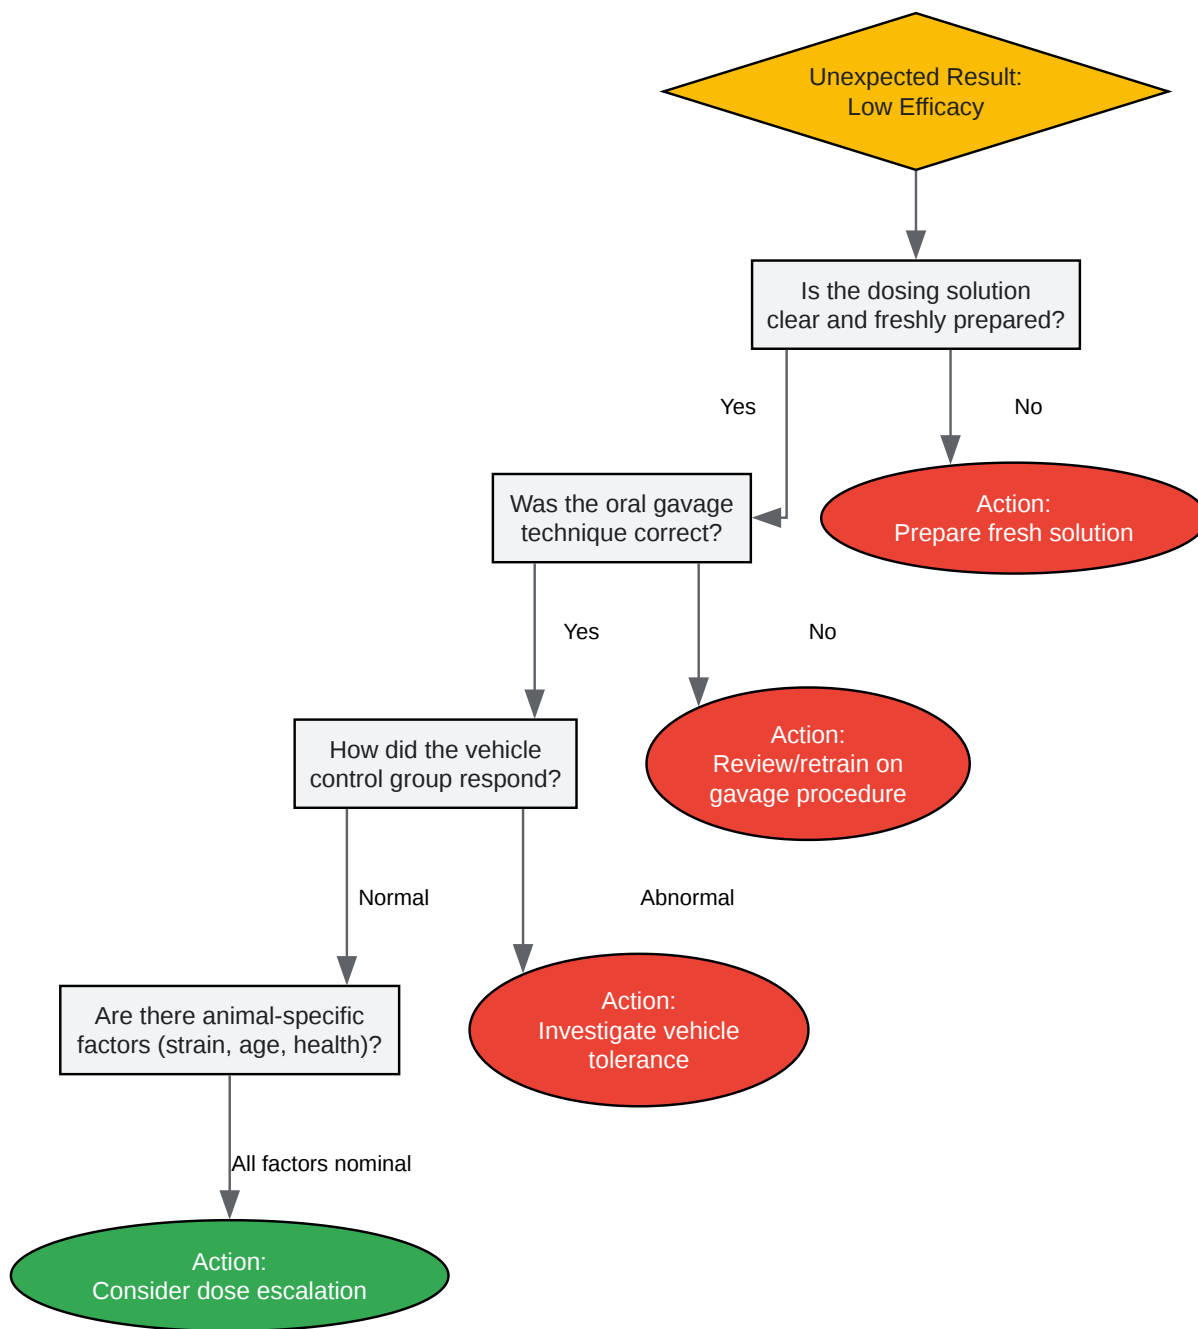 Unexpected Result:
Low Efficacy
Is the dosing solution
clear and freshly prepared?
Yes
No
Was the oral gavage
technique correct?
Action:
Prepare fresh solution
Yes
No
How did the vehicle
control group respond?
Action:
Review/retrain on
gavage procedure
Normal
Abnormal
Are there animal-specific
factors (strain, age, health)?
Action:
Investigate vehicle
tolerance
All factors nominal
Action:
Consider dose escalation